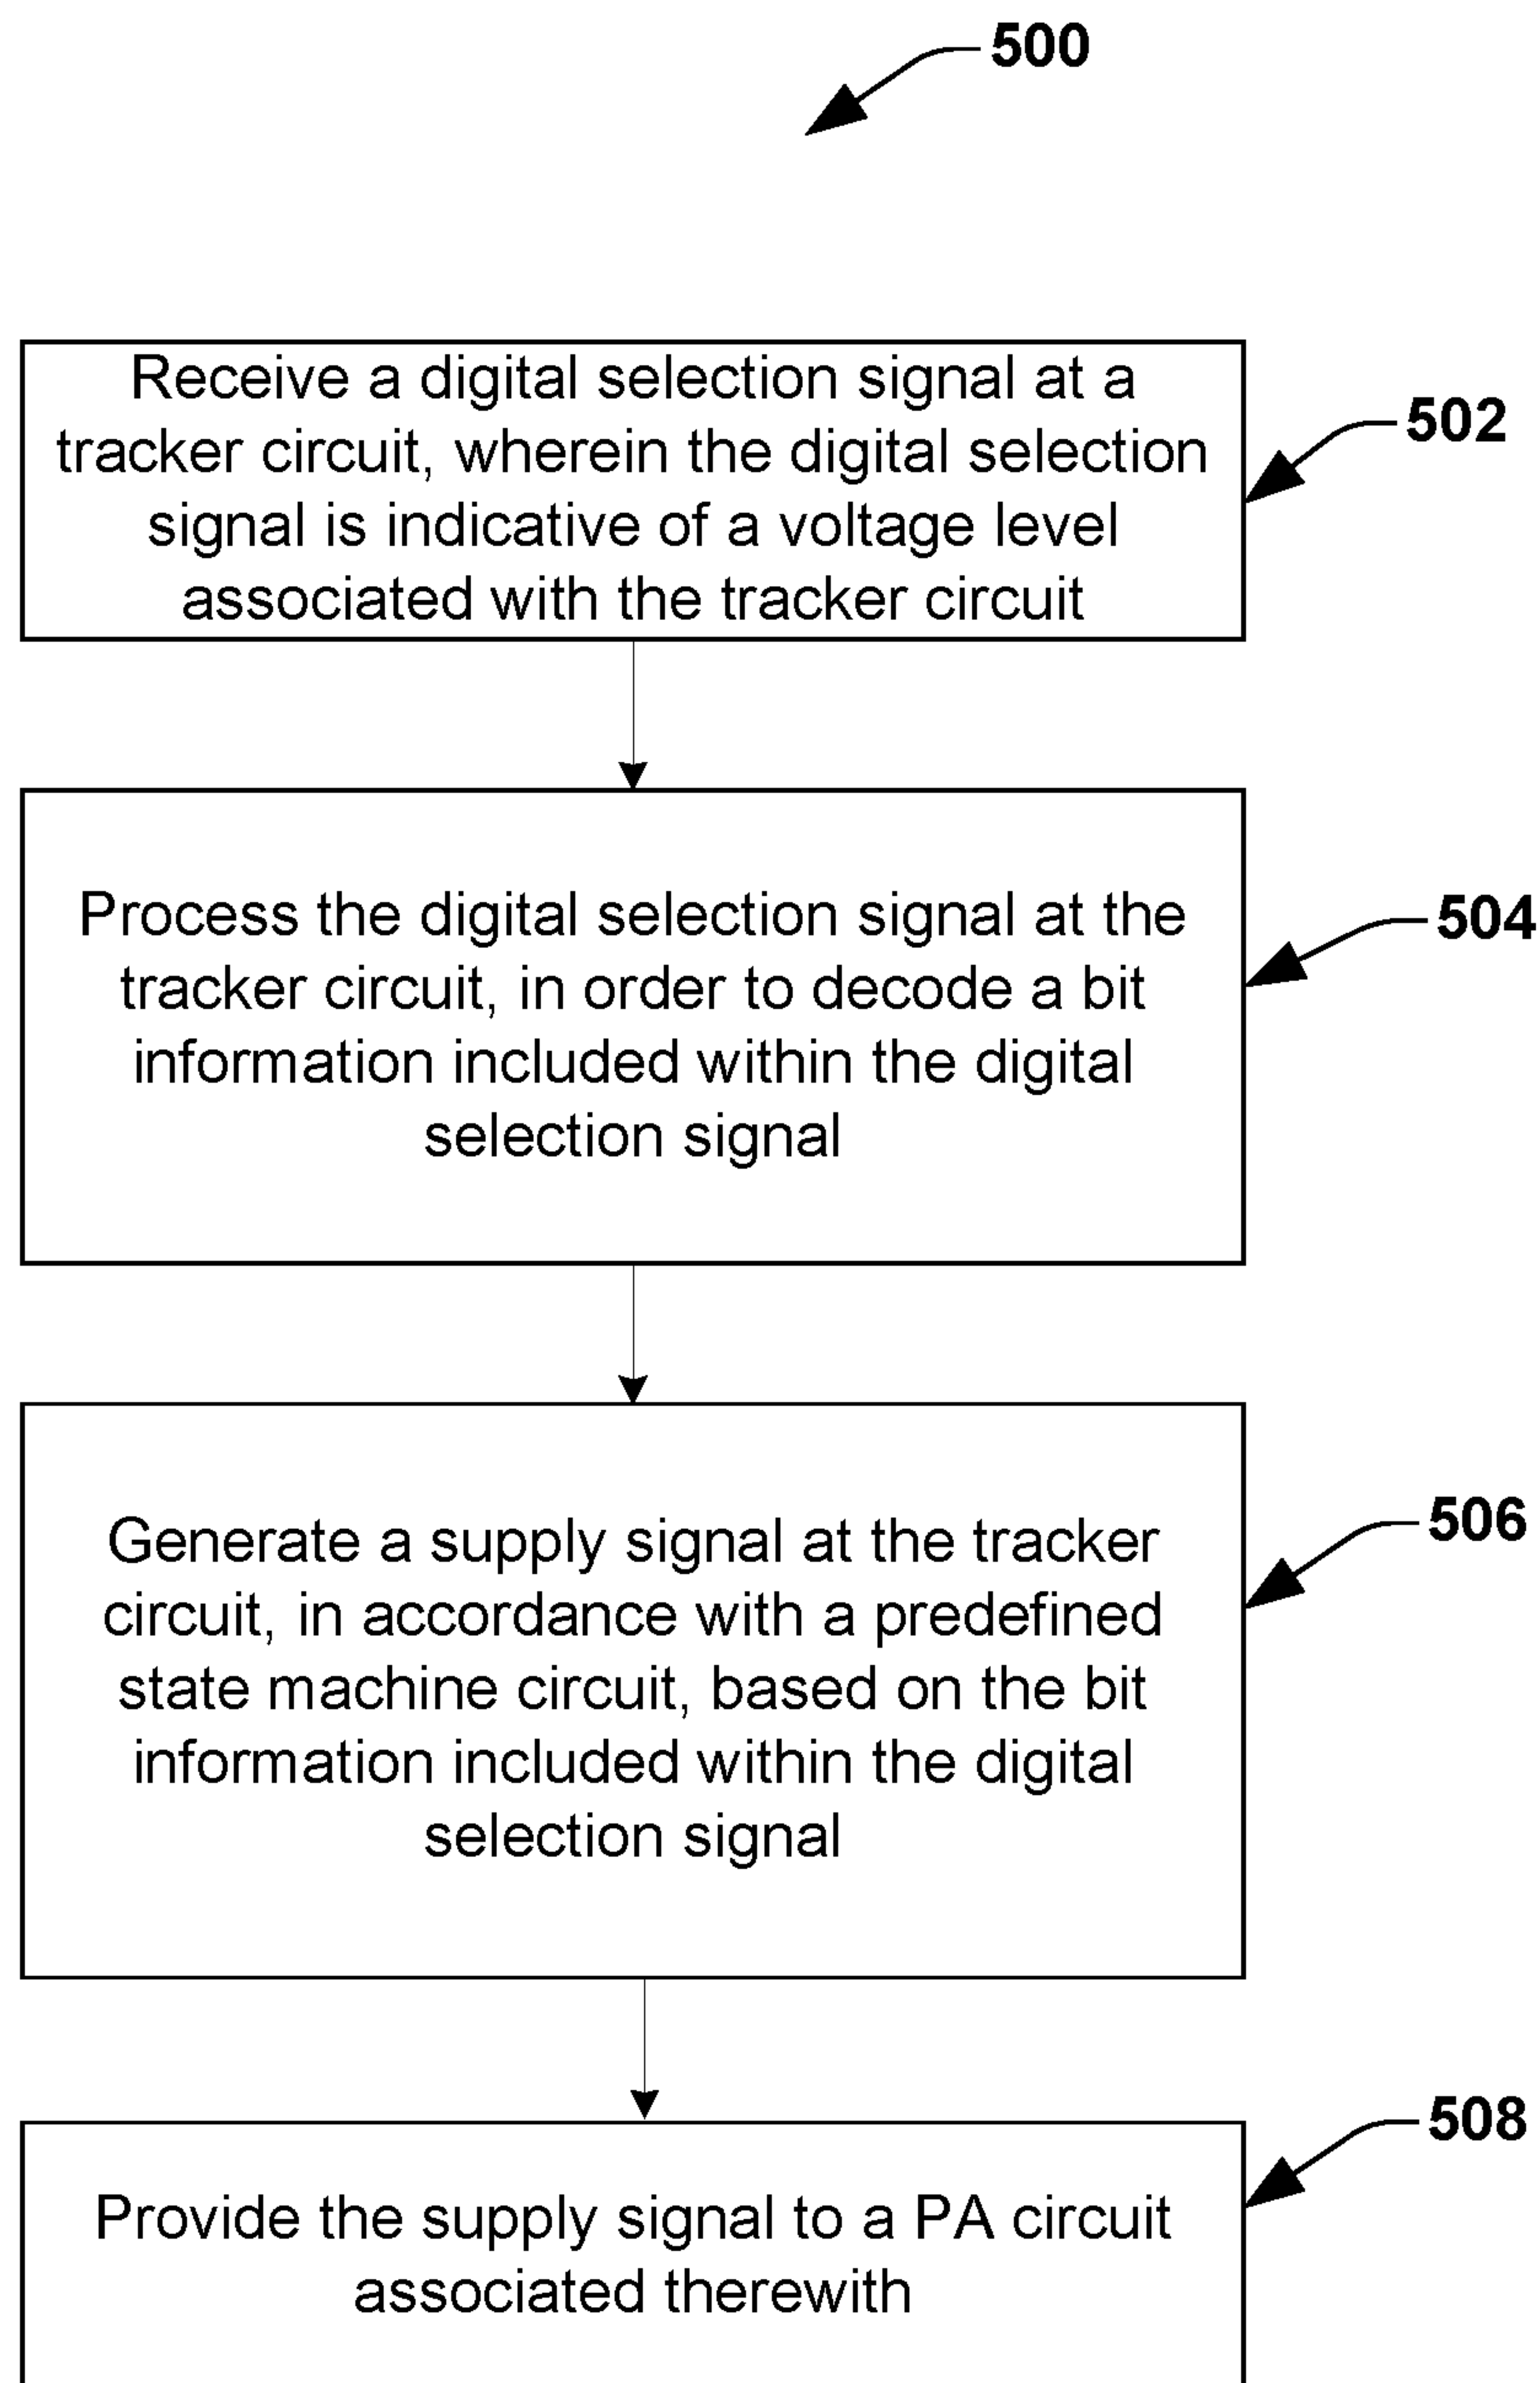 500
Receive a digital selection signal at a
tracker circuit, wherein the digital selection
signal is indicative of a voltage level
associated with the tracker circuit
502
Process the digital selection signal at the
tracker circuit, in order to decode a bit
information included within the digital
selection signal
504
Generate a supply signal at the tracker
circuit, in accordance with a predefined
state machine circuit, based on the bit
information included within the digital
selection signal
506
Provide the supply signal to a PA circuit
associated therewith
508